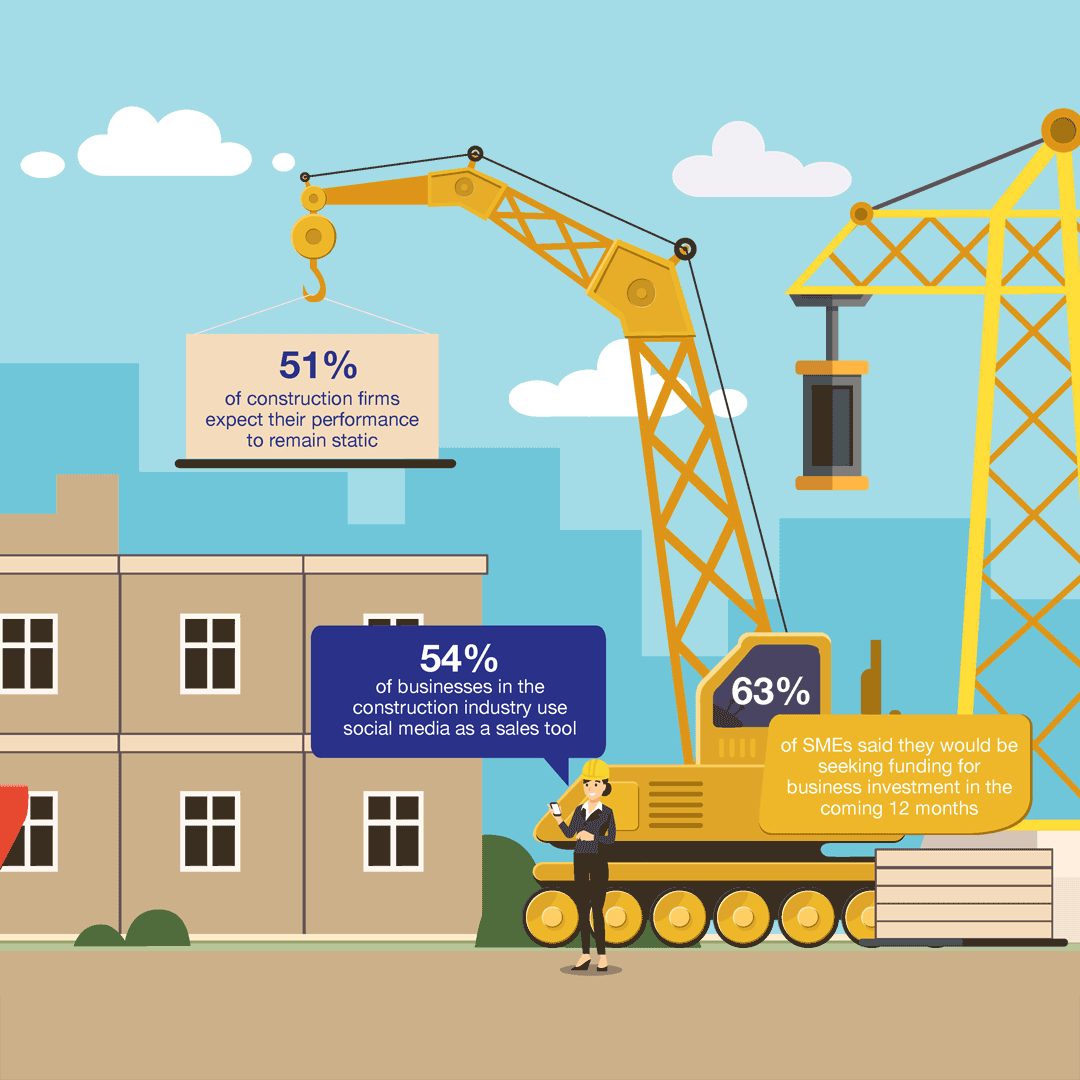 51%
of construction firms
expect their performance
to remain static
54%
of businesses in the
construction industry use
social media as a sales tool
63%
of SMEs said they would be
seeking funding for
business investment in the
coming 12 months